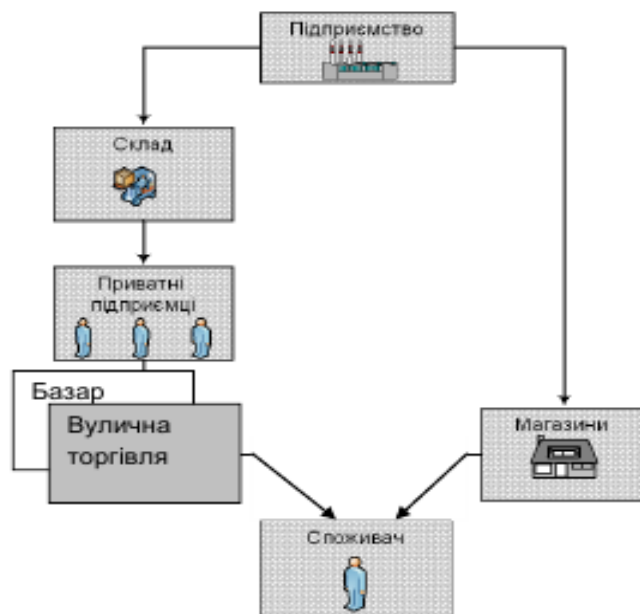 Підприємство
Склад
Приватні
підприємці
Базар
Вулична
торгівля
Магазини
Споживач